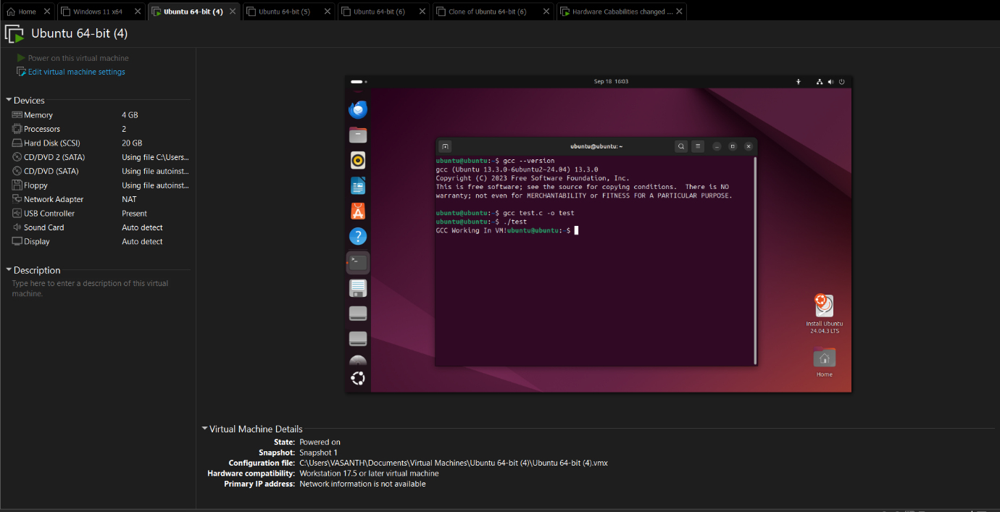 Home
Windows 11 x64
Ubuntu 64-bit (4)
Ubuntu 64-bit (5)
Ubuntu 64-bit (6)
Clone of Ubuntu 64-bit (6)
Hardware Cababilities changed ...
Ubuntu 64-bit (4)
Power on this virtual machine
Edit virtual machine settings
Devices
Memory 4 GB
Processors 2
Hard Disk (SCSI) 20 GB
CD/DVD 2 (SATA) Using file C:\Users...
CD/DVD (SATA) Using file autoinst...
Floppy Using file autoinst...
Network Adapter NAT
USB Controller Present
Sound Card Auto detect
Display Auto detect
Description
Type here to enter a description of this virtual
machine.
Sep 18 16:03
ubuntu@ubuntu: ~
ubuntu@ubuntu:~$ gcc --version
gcc (Ubuntu 13.3.0-6ubuntu2~24.04) 13.3.0
Copyright (C) 2023 Free Software Foundation, Inc.
This is free software; see the source for copying conditions.  There is NO
warranty; not even for MERCHANTABILITY or FITNESS FOR A PARTICULAR PURPOSE.
ubuntu@ubuntu:~$ gcc test.c -o test
ubuntu@ubuntu:~$ ./test
GCC Working In VM!ubuntu@ubuntu:~$
Install Ubuntu
24.04.3 LTS
Home
Virtual Machine Details
State: Powered on
Snapshot: Snapshot 1
Configuration file: C:\Users\VASANTH\Documents\Virtual Machines\Ubuntu 64-bit (4)\Ubuntu 64-bit (4).vmx
Hardware compatibility: Workstation 17.5 or later virtual machine
Primary IP address: Network information is not available